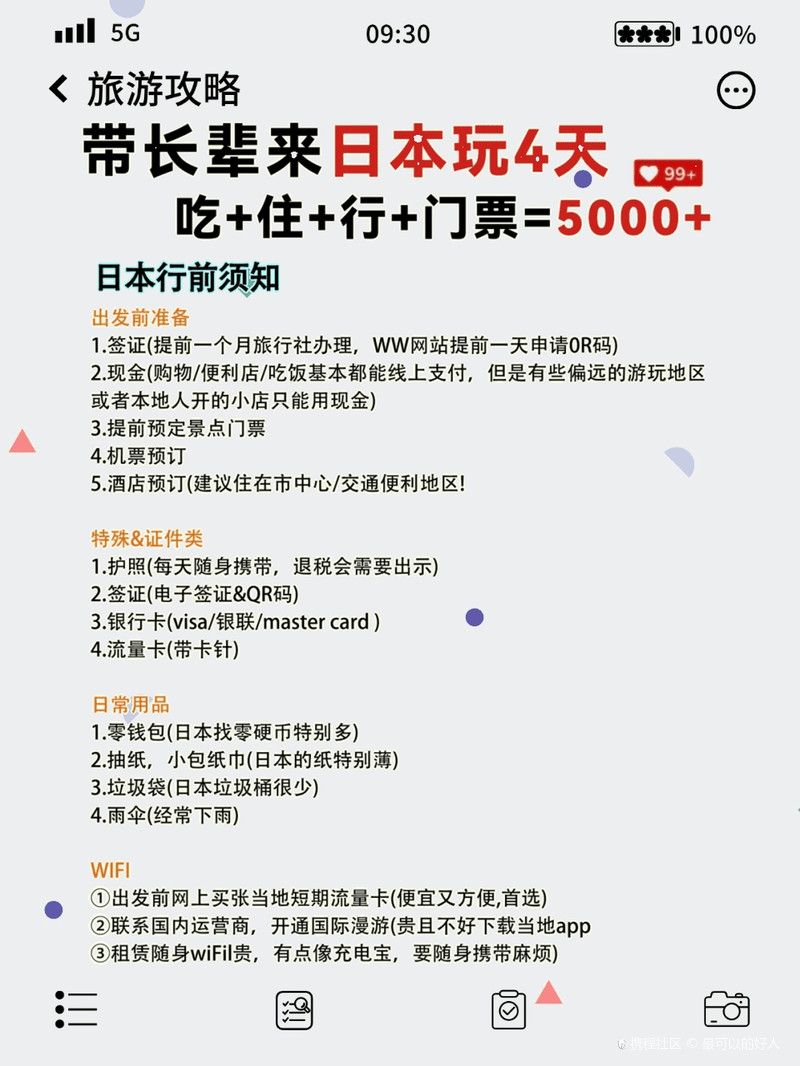 5G 09:30 100%
旅游攻略
带长辈来日本玩4天
99+
吃+住+行+门票=5000+
日本行前须知
出发前准备
1.签证(提前一个月旅行社办理，WW网站提前一天申请0R码)
2.现金(购物/便利店/吃饭基本都能线上支付，但是有些偏远的游玩地区
或者本地人开的小店只能用现金)
3.提前预定景点门票
4.机票预订
5.酒店预订(建议住在市中心/交通便利地区!
特殊&证件类
1.护照(每天随身携带，退税会需要出示)
2.签证(电子签证&QR码)
3.银行卡(visa/银联/master card )
4.流量卡(带卡针)
日常用品
1.零钱包(日本找零硬币特别多)
2.抽纸，小包纸巾(日本的纸特别薄)
3.垃圾袋(日本垃圾桶很少)
4.雨伞(经常下雨)
WIFI
①出发前网上买张当地短期流量卡(便宜又方便,首选)
②联系国内运营商，开通国际漫游(贵且不好下载当地app
③租赁随身wiFil贵，有点像充电宝，要随身携带麻烦)
携程社区 © 最可以的好人